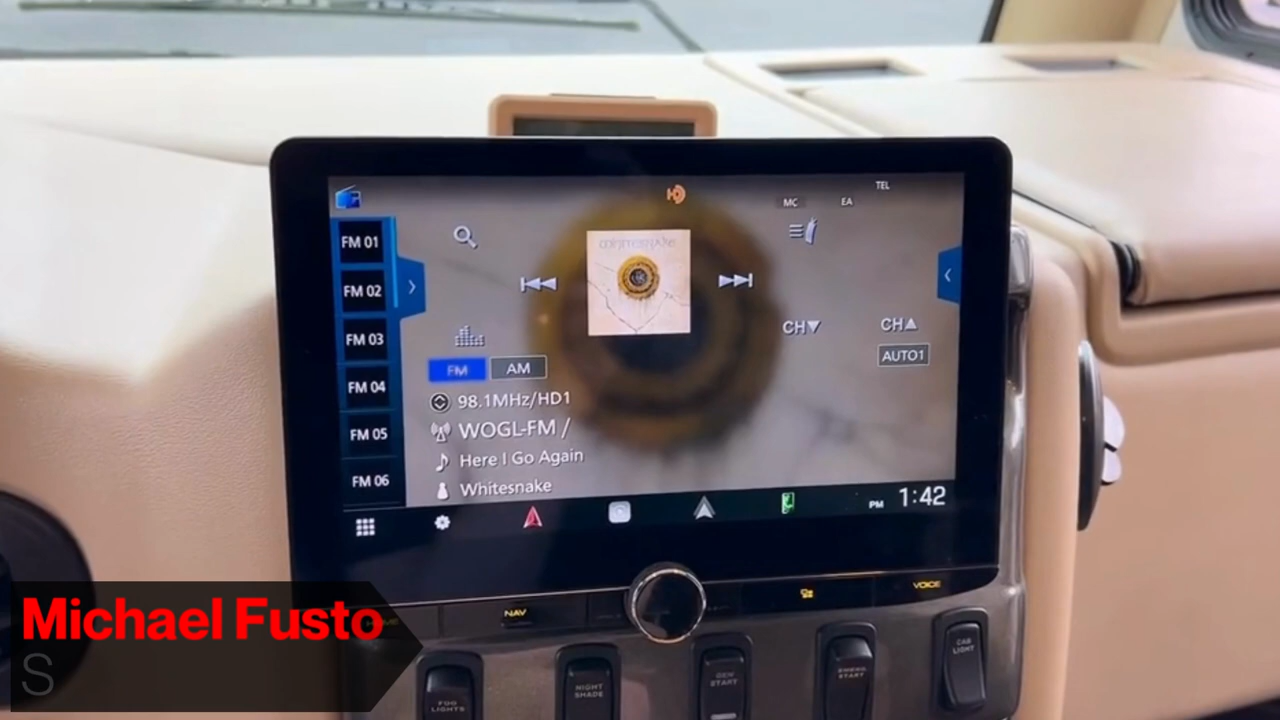 TEL
MC
EA
FM 01
FM 02
FM 03
FM 04
FM 05
FM 06
WHITESNAKE
CH▼
CH▲
AUTO1
FM
AM
98.1MHz/HD1
WOGL-FM /
Here I Go Again
Whitesnake
PM 1:42
NAV
VOICE
Michael Fusto
S
FOG
LIGHTS
NIGHT
SHADE
GEN
START
EMERG
START
CAB
LIGHT